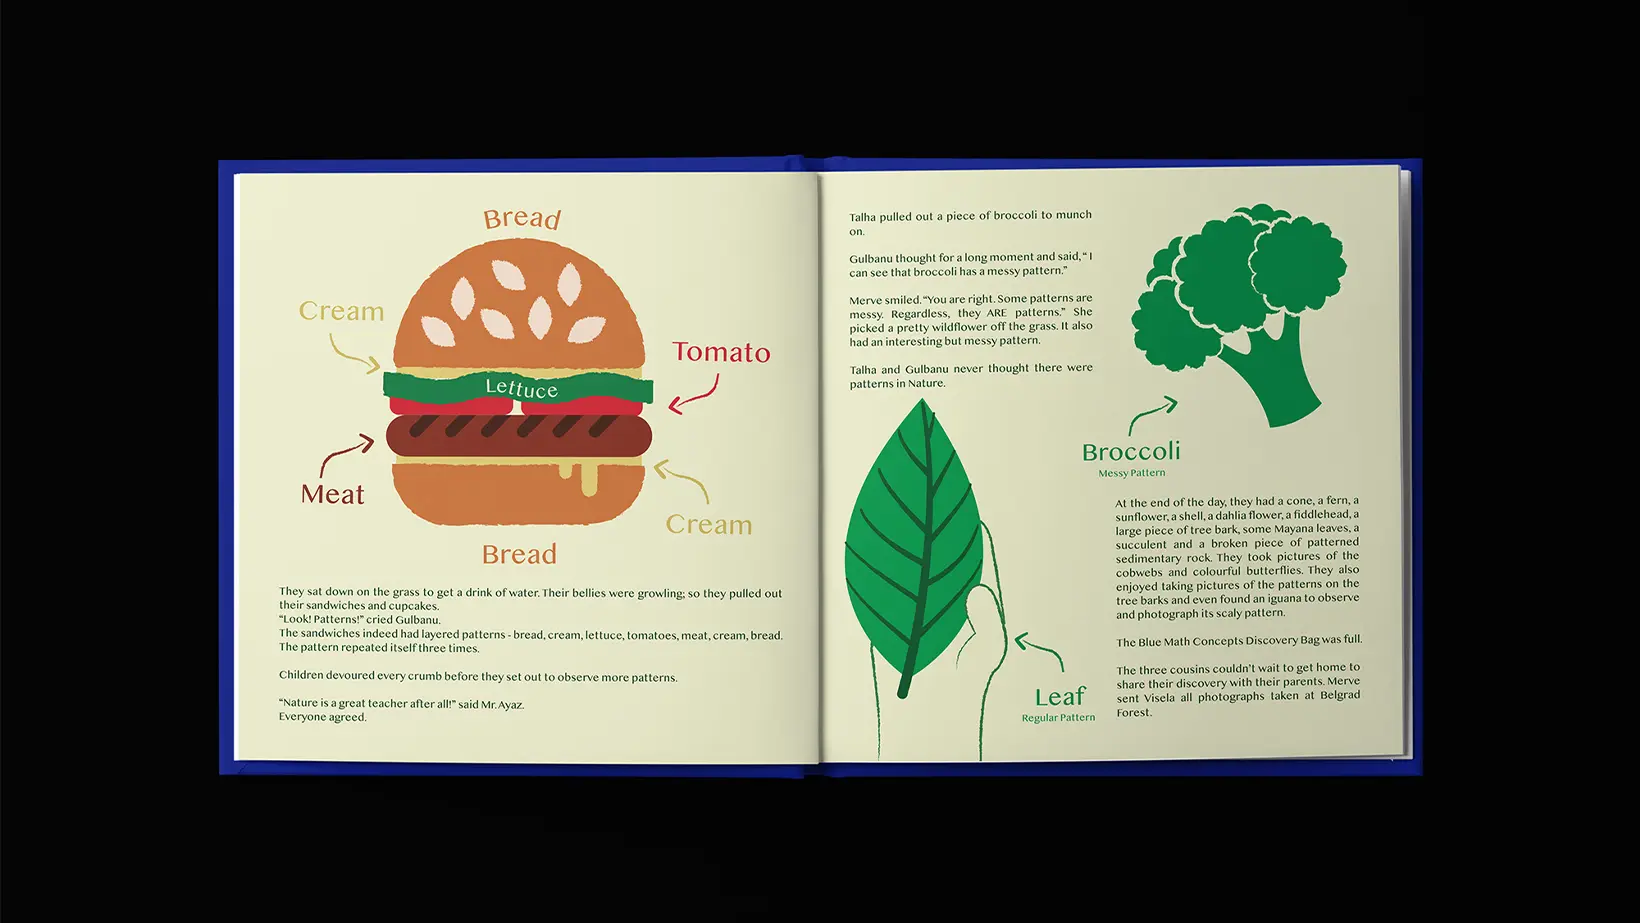 Bread
Cream
Tomato
Lettuce
Meat
Cream
Bread
They sat down on the grass to get a drink of water. Their bellies were growling; so they pulled out
their sandwiches and cupcakes.
“Look! Patterns!” cried Gulbanu.
The sandwiches indeed had layered patterns - bread, cream, lettuce, tomatoes, meat, cream, bread.
The pattern repeated itself three times.
Children devoured every crumb before they set out to observe more patterns.
“Nature is a great teacher after all!” said Mr. Ayaz.
Everyone agreed.
Talha pulled out a piece of broccoli to munch
on.
Gulbanu thought for a long moment and said, “ I
can see that broccoli has a messy pattern.”
Merve smiled. “You are right. Some patterns are
messy. Regardless, they ARE patterns.” She
picked a pretty wildflower off the grass. It also
had an interesting but messy pattern.
Talha and Gulbanu never thought there were
patterns in Nature.
Broccoli
Messy Pattern
Leaf
Regular Pattern
At the end of the day, they had a cone, a fern, a
sunflower, a shell, a dahlia flower, a fiddlehead, a
large piece of tree bark, some Mayana leaves, a
succulent and a broken piece of patterned
sedimentary rock. They took pictures of the
cobwebs and colourful butterflies. They also
enjoyed taking pictures of the patterns on the
tree barks and even found an iguana to observe
and photograph its scaly pattern.
The Blue Math Concepts Discovery Bag was full.
The three cousins couldn’t wait to get home to
share their discovery with their parents. Merve
sent Visela all photographs taken at Belgrad
Forest.